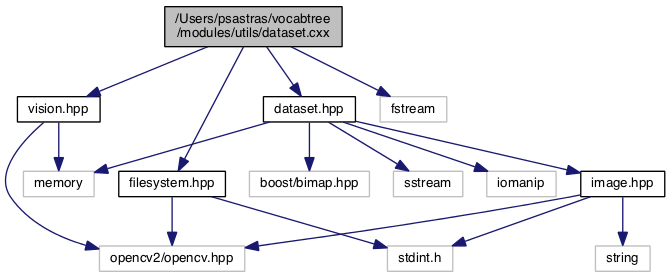 /Users/psastras/vocabtree
/modules/utils/dataset.cxx
vision.hpp
dataset.hpp
fstream
memory
filesystem.hpp
boost/bimap.hpp
sstream
iomanip
image.hpp
opencv2/opencv.hpp
stdint.h
string